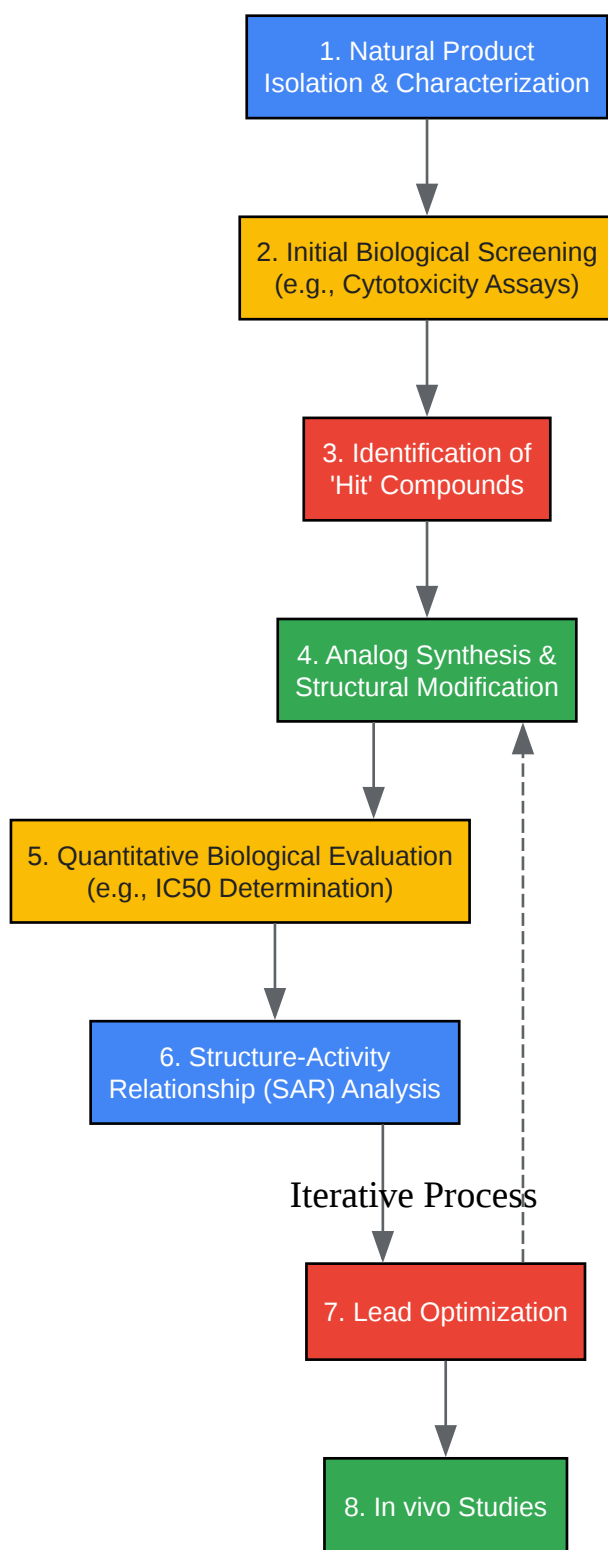 1. Natural Product
Isolation & Characterization
2. Initial Biological Screening
(e.g., Cytotoxicity Assays)
3. Identification of
'Hit' Compounds
4. Analog Synthesis &
Structural Modification
5. Quantitative Biological Evaluation
(e.g., IC50 Determination)
6. Structure-Activity
Relationship (SAR) Analysis
Iterative Process
7. Lead Optimization
8. In vivo Studies